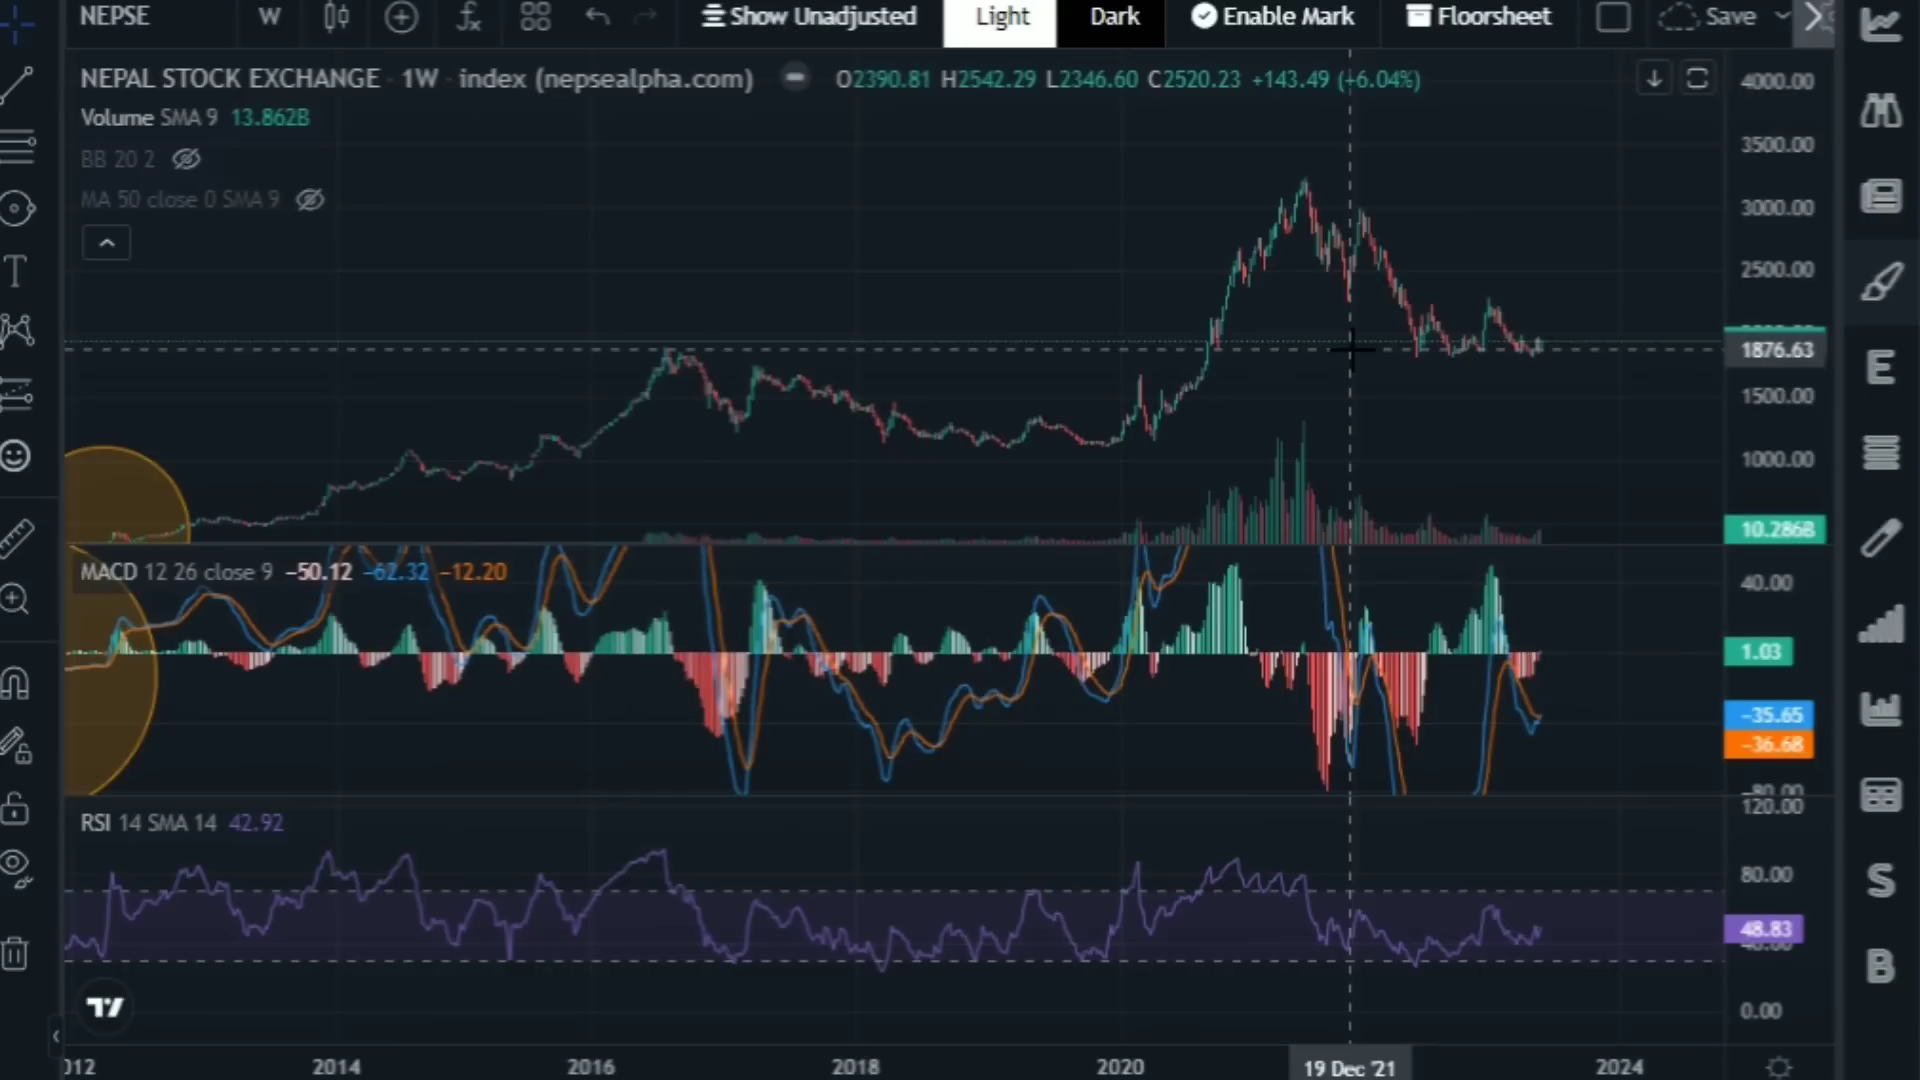 NEPSE W Show Unadjusted Light Dark Enable Mark Floorsheet Save
NEPAL STOCK EXCHANGE · 1W · index (nepsealpha.com) O2390.81 H2542.29 L2346.60 C2520.23 +143.49 (+6.04%)
Volume SMA 9 13.862B
BB 20 2
MA 50 close 0 SMA 9
4000.00
3500.00
3000.00
2500.00
1876.63
1500.00
1000.00
10.286B
MACD 12 26 close 9 −50.12 −62.32 −12.20
40.00
1.03
−35.65
−36.68
−80.00
RSI 14 SMA 14 42.92
120.00
80.00
48.83
40.00
0.00
012 2014 2016 2018 2020 19 Dec '21 2024
T
E
S
B